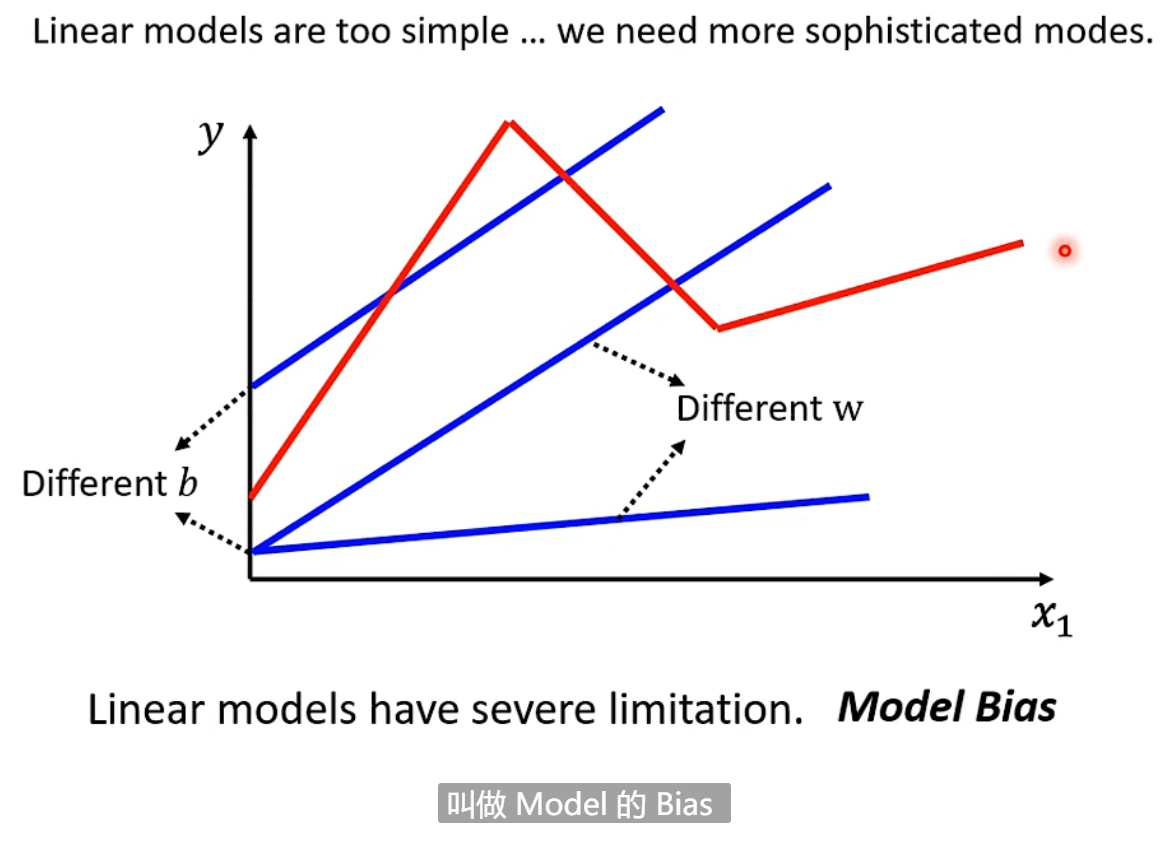 Linear models are too simple … we need more sophisticated modes.
y
Different w
Different b
x₁
Linear models have severe limitation. Model Bias
叫做 Model 的 Bias